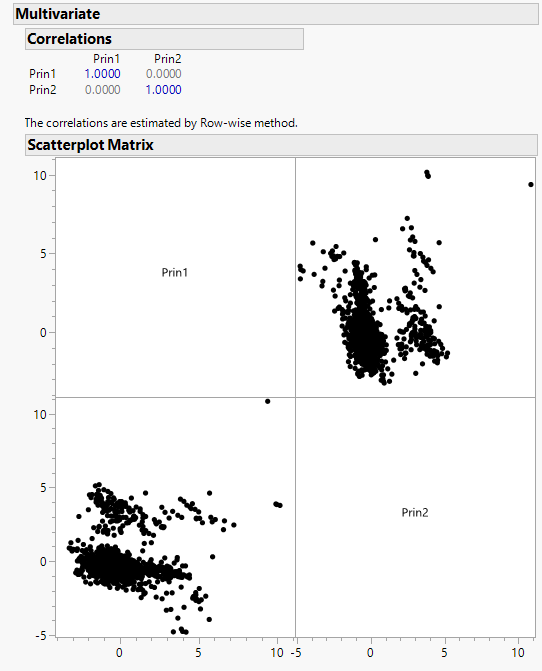 Multivariate
Correlations
Prin1 Prin2
Prin1 1.0000 0.0000
Prin2 0.0000 1.0000
The correlations are estimated by Row-wise method.
Scatterplot Matrix
10
5
0
Prin1
10
5
0
-5
Prin2
0 5 10 -5 0 5 10